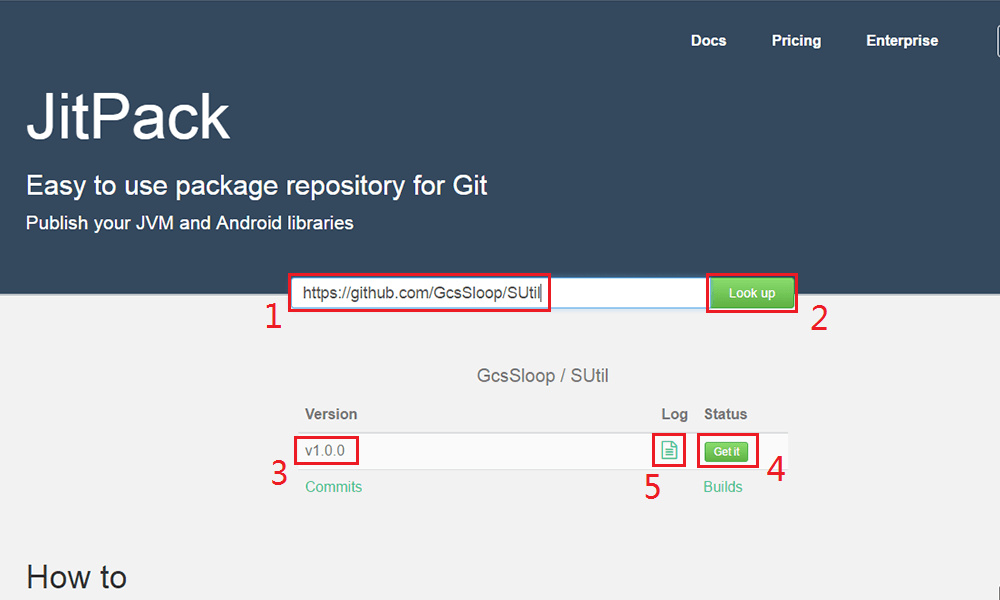 Docs Pricing Enterprise
JitPack
Easy to use package repository for Git
Publish your JVM and Android libraries
https://github.com/GcsSloop/SUtil Look up
1 2
GcsSloop / SUtil
Version Log Status
v1.0.0 Get it
3 5 4
Commits Builds
How to